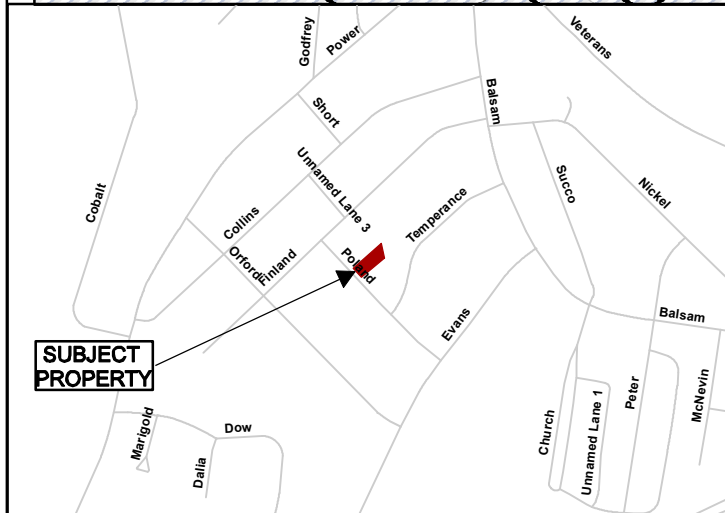 Godfrey
Power
Veterans
Short
Balsam
Cobalt
Unnamed Lane 3
Succo
Nickel
Temperance
Collins
Orford
Finland
Poland
Evans
Balsam
SUBJECT
PROPERTY
Marigold
Dow
Dalia
Church
Unnamed Lane 1
Peter
McNevin